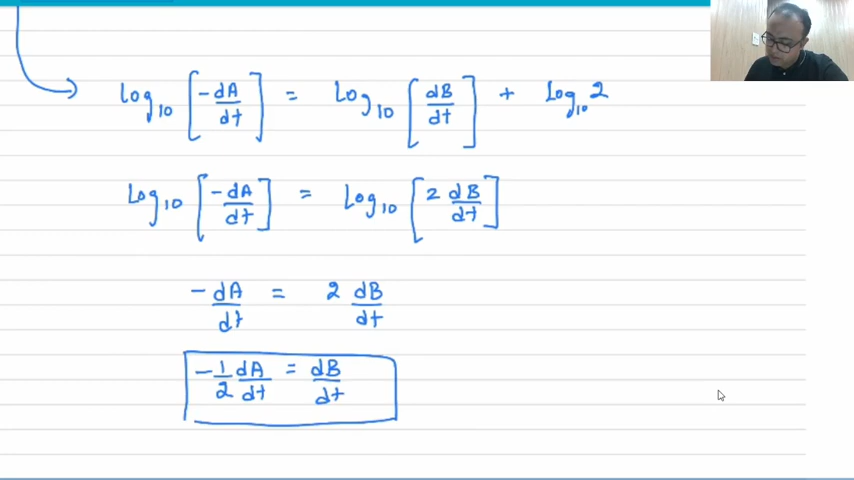 log₁₀ [-dA/dt] = log₁₀ [dB/dt] + log₁₀ 2
log₁₀ [-dA/dt] = log₁₀ [2 dB/dt]
-dA/dt = 2 dB/dt
-1/2 dA/dt = dB/dt